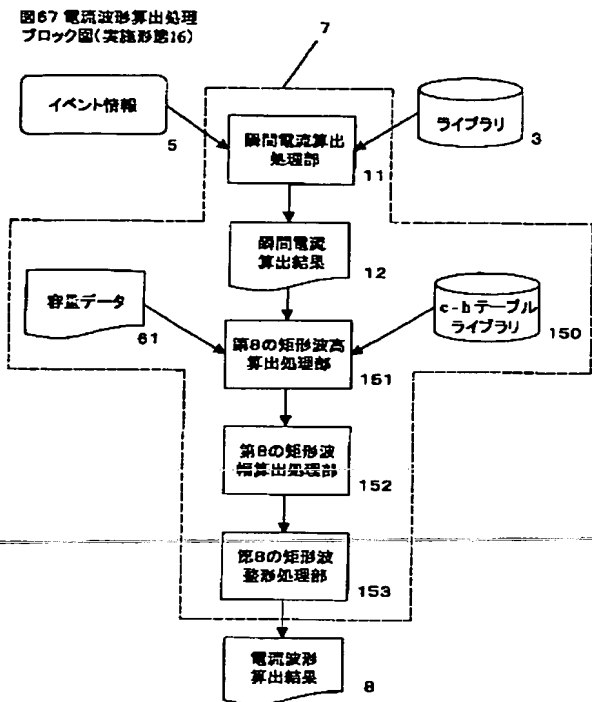 図67 電流波形算出処理
ブロック図(実施形態16)
7
イベント情報
5
瞬間電流算出
処理部
11
ライブラリ
3
瞬間電流
算出結果
12
容量データ
61
c-hテーブル
ライブラリ
150
第8の矩形波高
算出処理部
151
第8の矩形波
幅算出処理部
152
第8の矩形波
整形処理部
153
電流波形
算出結果
8